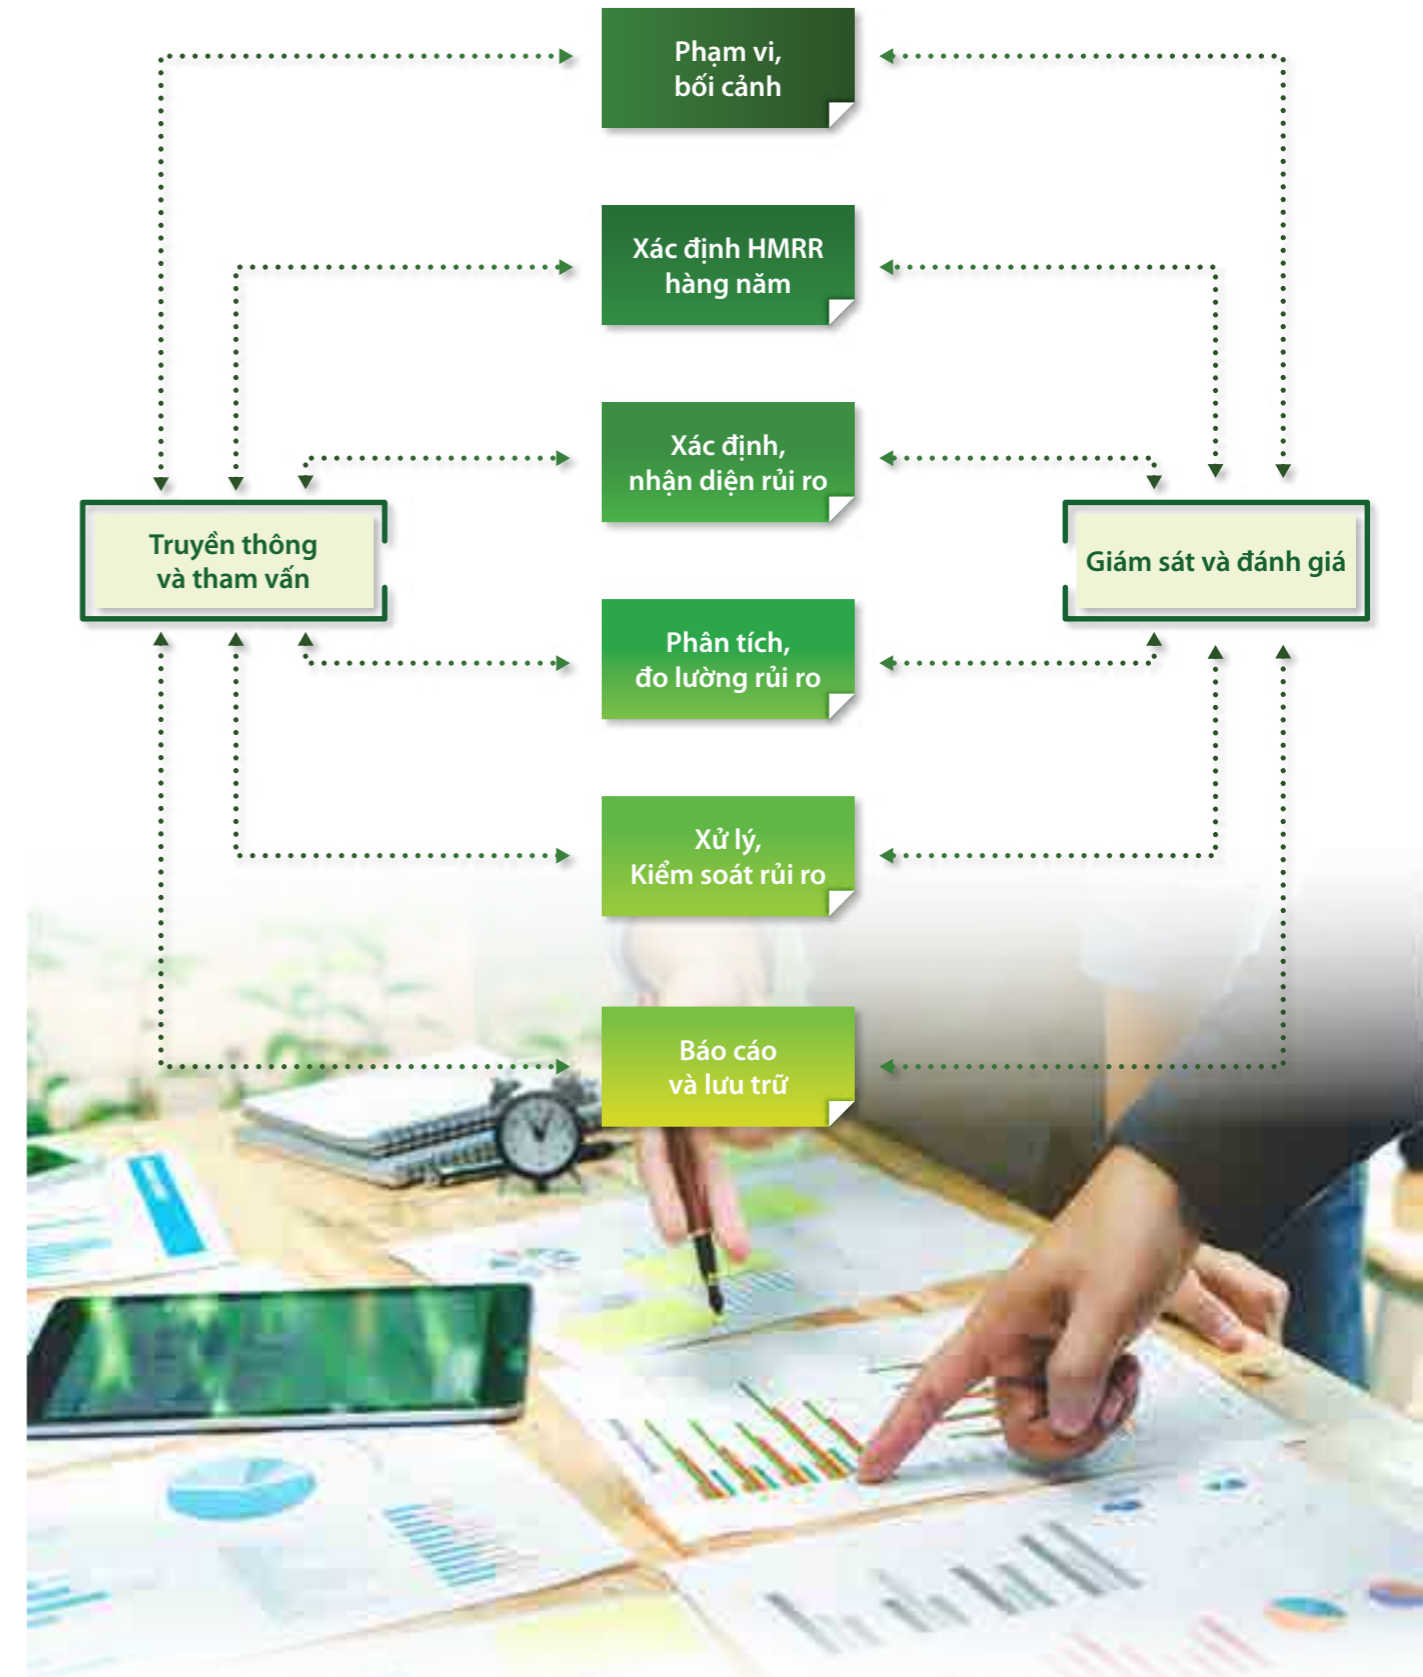 Phạm vi,
bối cảnh
Xác định HMRR
hàng năm
Xác định,
nhận diện rủi ro
Truyền thông
và tham vấn
Giám sát và đánh giá
Phân tích,
đo lường rủi ro
Xử lý,
Kiểm soát rủi ro
Báo cáo
và lưu trữ